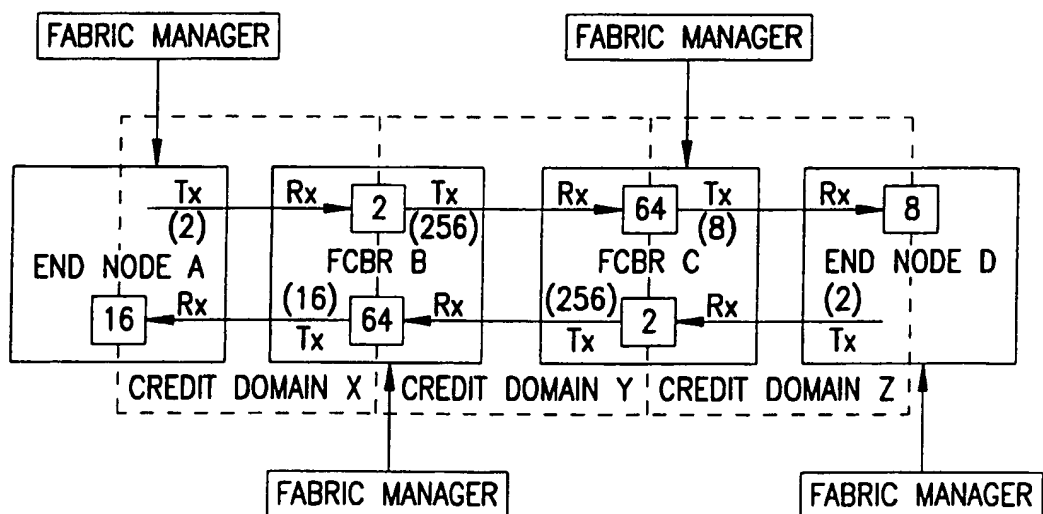 FABRIC MANAGER
FABRIC MANAGER
Tx
(2)
Rx
2
Tx
(256)
Rx
64
Tx
(8)
Rx
8
END NODE A
FCBR B
FCBR C
END NODE D
16
Rx
(16)
Tx
64
Rx
(256)
Tx
2
Rx
(2)
Tx
CREDIT DOMAIN X
CREDIT DOMAIN Y
CREDIT DOMAIN Z
FABRIC MANAGER
FABRIC MANAGER